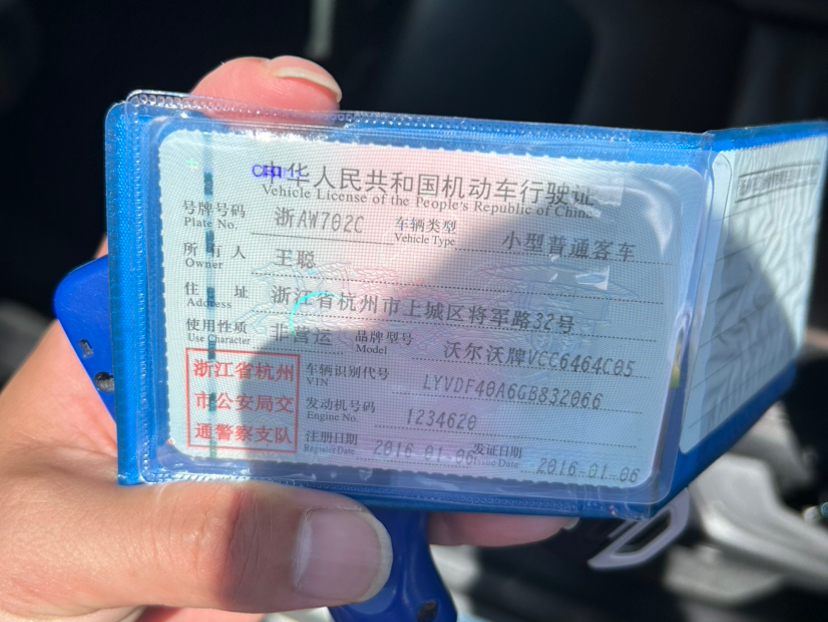 中华人民共和国机动车行驶证
Vehicle License of the People's Republic of China
号牌号码 浙AW702C 车辆类型 小型普通客车
Plate No. Vehicle Type
所有人 王聪
Owner
住址 浙江省杭州市上城区将军路32号
Address
使用性质 非营运 品牌型号 沃尔沃牌VCC6464C05
Use Character Model
浙江省杭州
市公安局交
通警察支队
车辆识别代号 LYVDF40A6GB832066
VIN
发动机号码 1234620
Engine No.
注册日期 2016-01-06 发证日期 2016-01-06
Register Date Issue Date